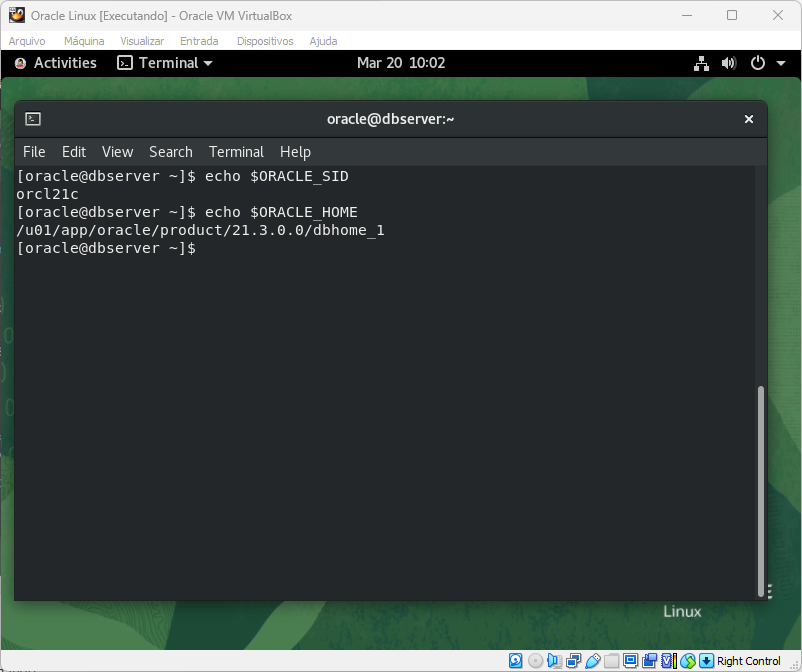 Oracle Linux [Executando] - Oracle VM VirtualBox
Arquivo Máquina Visualizar Entrada Dispositivos Ajuda
Activities Terminal Mar 20 10:02
oracle@dbserver:~
File Edit View Search Terminal Help
[oracle@dbserver ~]$ echo $ORACLE_SID
orcl21c
[oracle@dbserver ~]$ echo $ORACLE_HOME
/u01/app/oracle/product/21.3.0.0/dbhome_1
[oracle@dbserver ~]$
Linux
Right Control